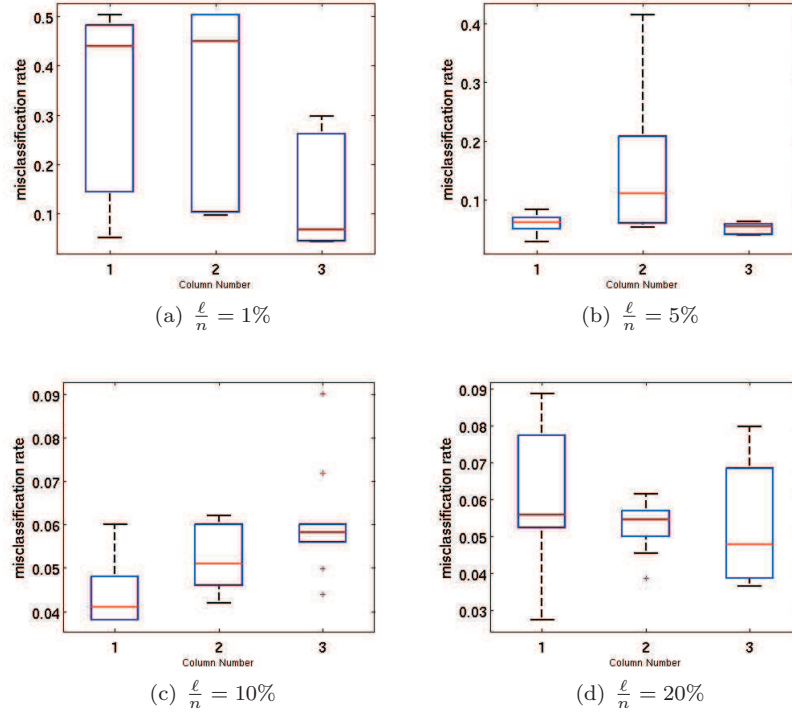 misclassification rate
0.5
0.4
0.3
0.2
0.1
1 2 3
Column Number
(a) ℓ/n = 1%
misclassification rate
0.4
0.3
0.2
0.1
1 2 3
Column Number
(b) ℓ/n = 5%
misclassification rate
0.09
0.08
0.07
0.06
0.05
0.04
1 2 3
Column Number
(c) ℓ/n = 10%
misclassification rate
0.09
0.08
0.07
0.06
0.05
0.04
0.03
1 2 3
Column Number
(d) ℓ/n = 20%